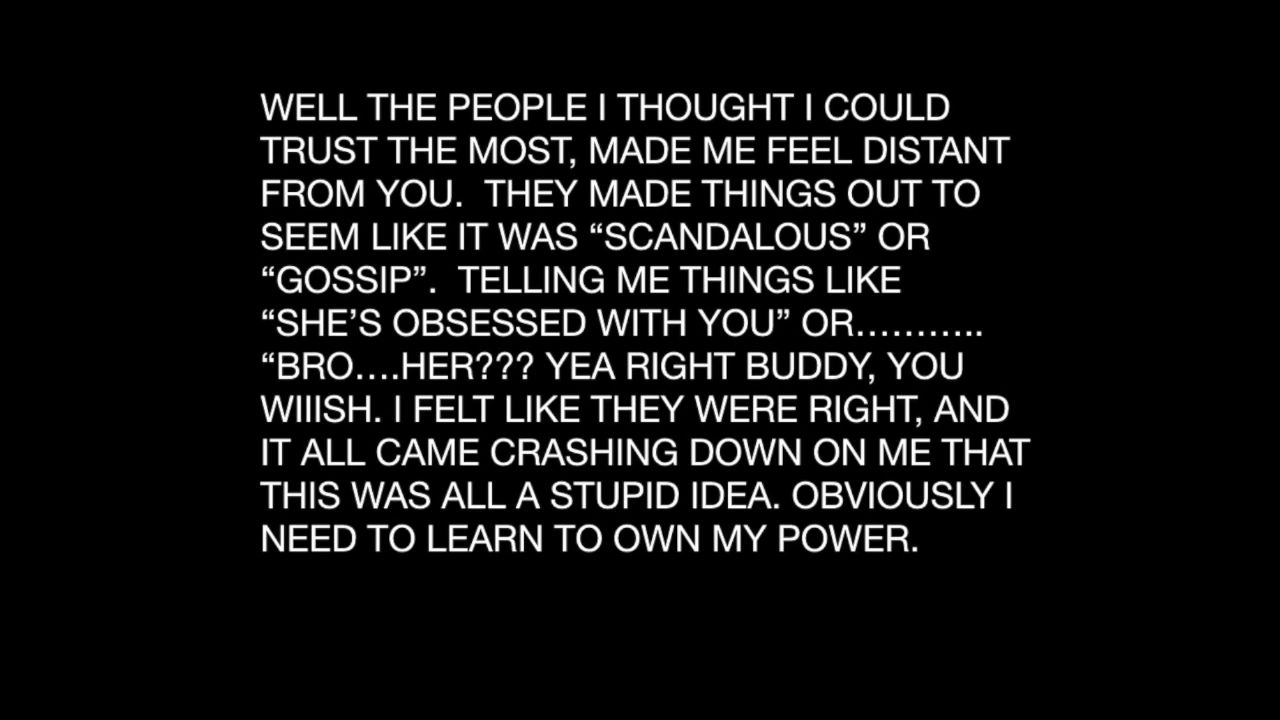 WELL THE PEOPLE I THOUGHT I COULD
TRUST THE MOST, MADE ME FEEL DISTANT
FROM YOU.  THEY MADE THINGS OUT TO
SEEM LIKE IT WAS “SCANDALOUS” OR
“GOSSIP”.  TELLING ME THINGS LIKE
“SHE’S OBSESSED WITH YOU” OR………..
“BRO….HER??? YEA RIGHT BUDDY, YOU
WIIISH. I FELT LIKE THEY WERE RIGHT, AND
IT ALL CAME CRASHING DOWN ON ME THAT
THIS WAS ALL A STUPID IDEA. OBVIOUSLY I
NEED TO LEARN TO OWN MY POWER.